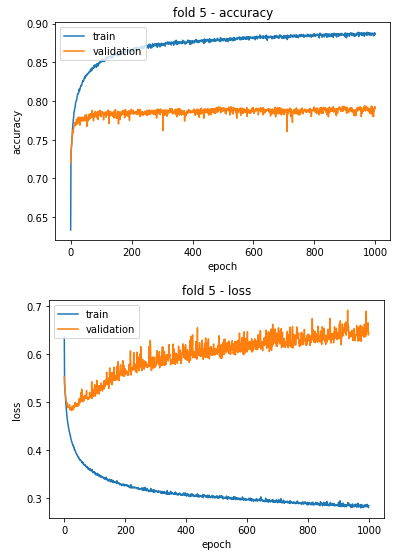 fold 5 - accuracy
train
validation
0.90
0.85
0.80
0.75
0.70
0.65
accuracy
0
200
400
600
800
1000
epoch
fold 5 - loss
train
validation
0.7
0.6
0.5
0.4
0.3
loss
0
200
400
600
800
1000
epoch